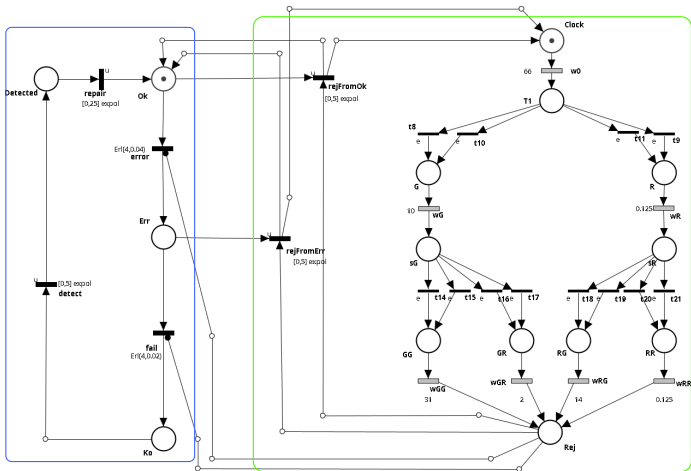 Clock
66 w0
T1
Detected
u
repair
[0,25] expol
Ok
u
rejFromOk
[0,5] expol
t8
e
t10
t11
e
t9
e
Erl(4,0.04)
error
G
R
10
wG
0.125
wR
Err
u
rejFromErr
[0,5] expol
sG
sR
u
[0,5] expol
detect
e
t14
e
t15
e
t16
e
t17
e
t18
e
t19
e
t20
e
t21
fail
Erl(4,0.02)
GG
GR
RG
RR
wGG
wGR
wRG
wRR
31
2
14
0.125
Ko
Rej